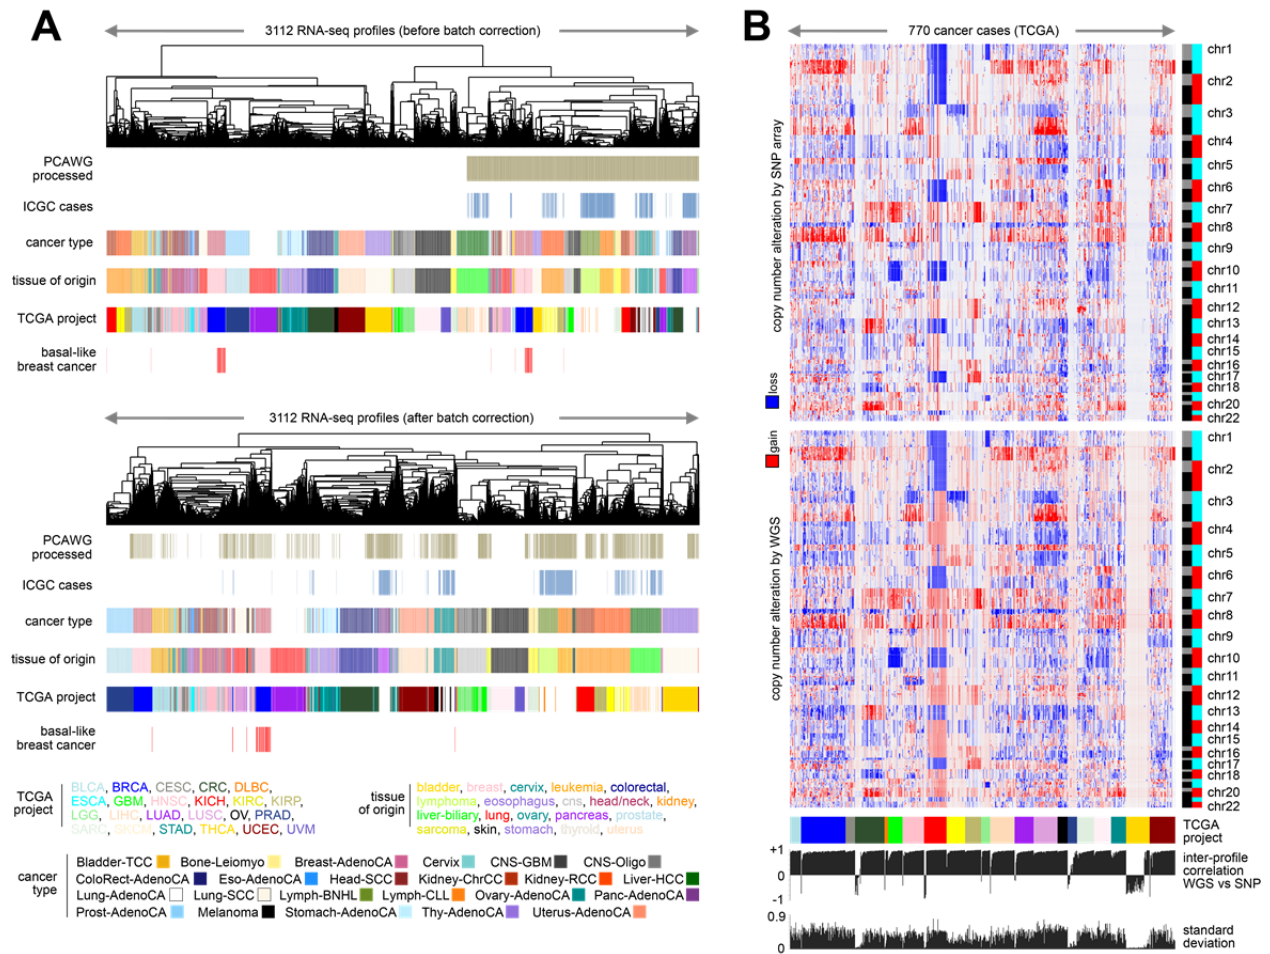 A
3112 RNA-seq profiles (before batch correction)
PCAWG
processed
ICGC cases
cancer type
tissue of origin
TCGA project
basal-like
breast cancer
3112 RNA-seq profiles (after batch correction)
PCAWG
processed
ICGC cases
cancer type
tissue of origin
TCGA project
basal-like
breast cancer
TCGA
project
BLCA, BRCA, CESC, CRC, DLBC,
ESCA, GBM, HNSC, KICH, KIRC, KIRP,
LGG, LIHC, LUAD, LUSC, OV, PRAD,
SARC, SKCM, STAD, THCA, UCEC, UVM
tissue
of origin
bladder, breast, cervix, leukemia, colorectal,
lymphoma, eosophagus, cns, head/neck, kidney,
liver-biliary, lung, ovary, pancreas, prostate,
sarcoma, skin, stomach, thyroid, uterus
cancer
type
Bladder-TCC Bone-Leiomyo Breast-AdenoCA Cervix CNS-GBM CNS-Oligo
ColoRect-AdenoCA Eso-AdenoCA Head-SCC Kidney-ChrCC Kidney-RCC Liver-HCC
Lung-AdenoCA Lung-SCC Lymph-BNHL Lymph-CLL Ovary-AdenoCA Panc-AdenoCA
Prost-AdenoCA Melanoma Stomach-AdenoCA Thy-AdenoCA Uterus-AdenoCA
B
770 cancer cases (TCGA)
copy number alteration by SNP array
loss
gain
chr1
chr2
chr3
chr4
chr5
chr6
chr7
chr8
chr9
chr10
chr11
chr12
chr13
chr14
chr15
chr16
chr17
chr18
chr20
chr22
copy number alteration by WGS
chr1
chr2
chr3
chr4
chr5
chr6
chr7
chr8
chr9
chr10
chr11
chr12
chr13
chr14
chr15
chr16
chr17
chr18
chr20
chr22
TCGA
project
+1
0
-1
inter-profile
correlation
WGS vs SNP
0.9
0
standard
deviation